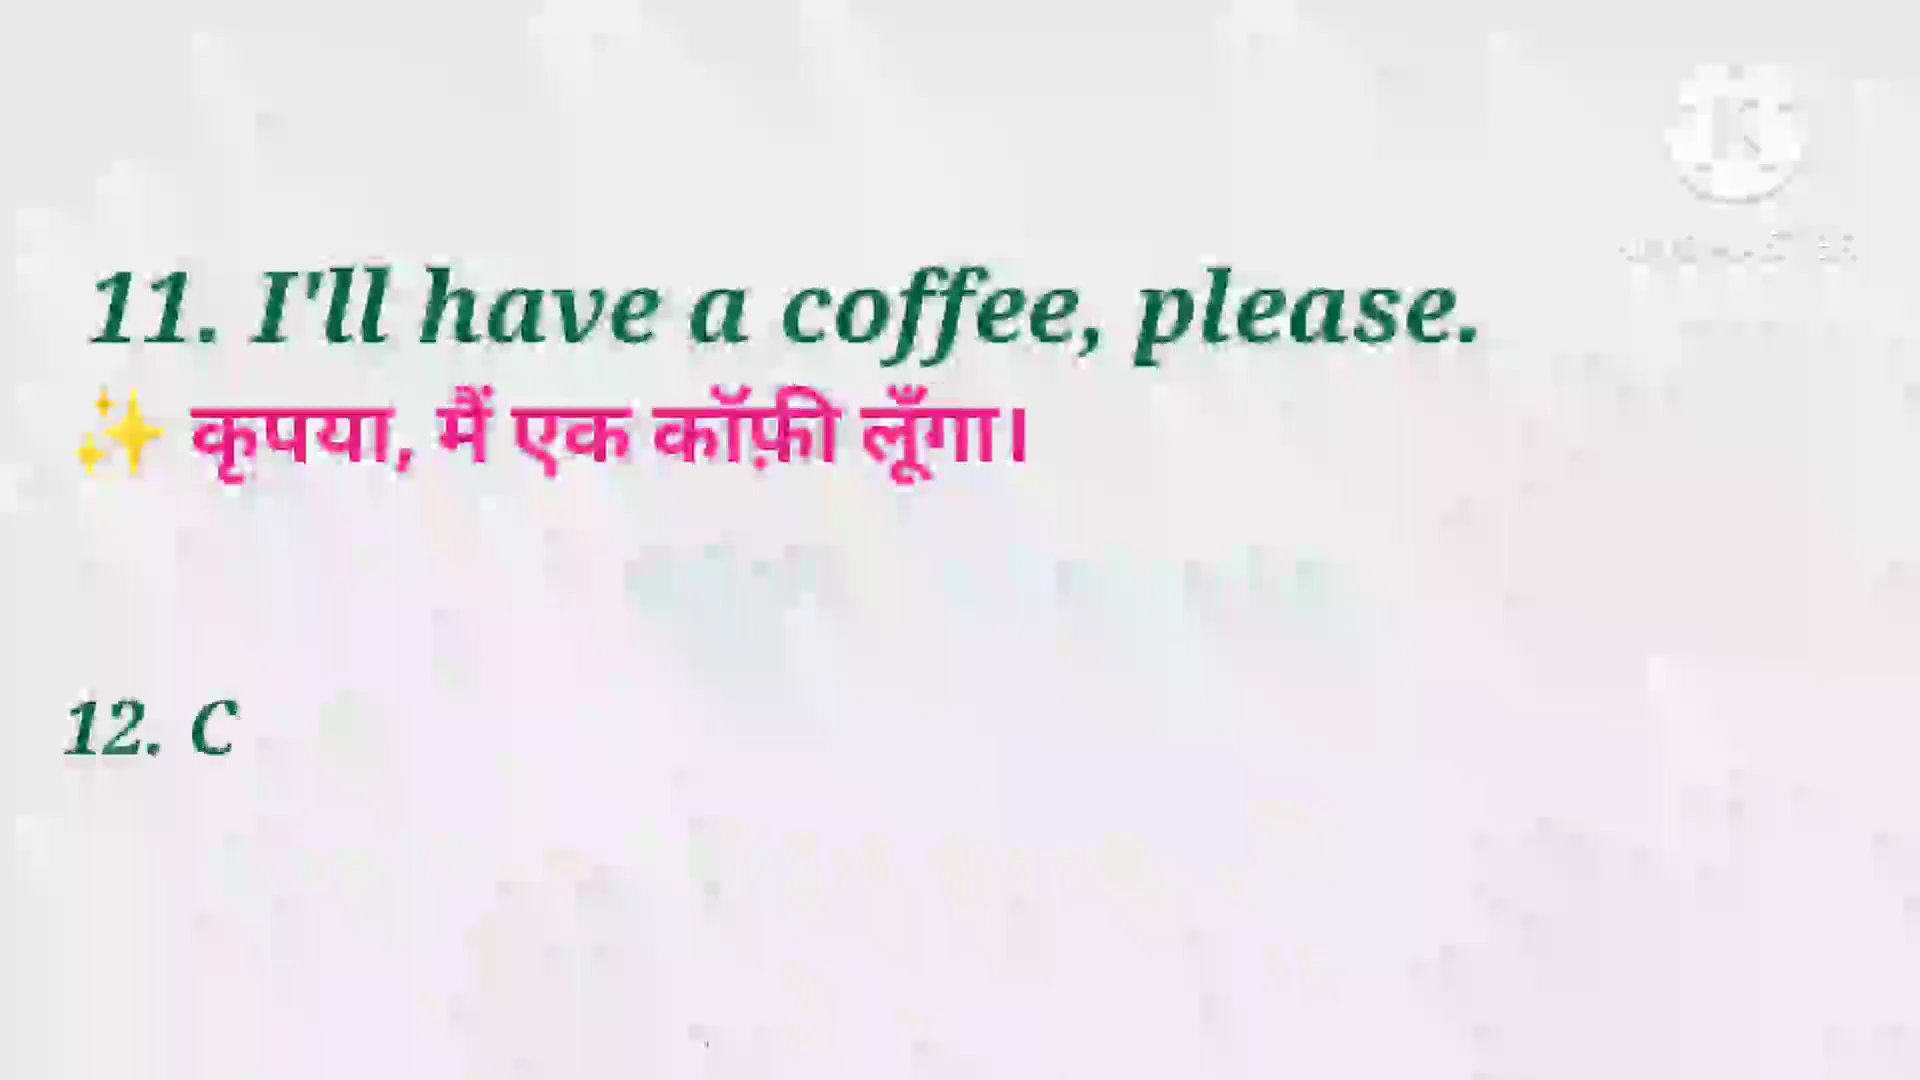 11. I'll have a coffee, please.
✨ कृपया, मैं एक कॉफ़ी लूँगा।
12. C